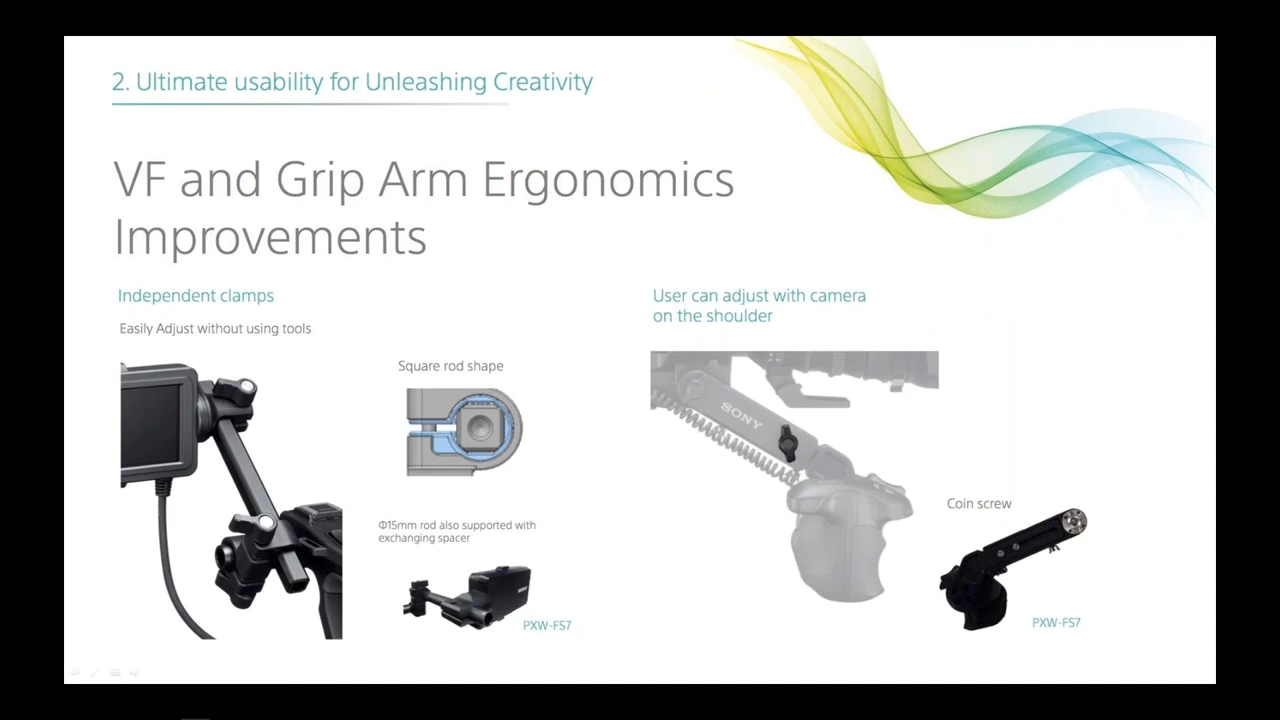 2. Ultimate usability for Unleashing Creativity
VF and Grip Arm Ergonomics
Improvements
Independent clamps
Easily Adjust without using tools
Square rod shape
Φ15mm rod also supported with
exchanging spacer
PXW-FS7
User can adjust with camera
on the shoulder
SONY
Coin screw
PXW-FS7